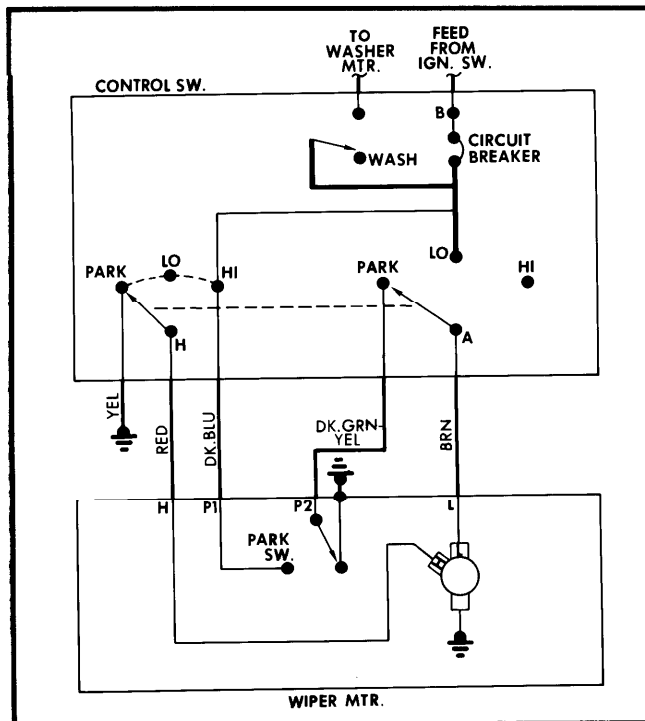 TO
WASHER
MTR.
FEED
FROM
IGN. SW.
CONTROL SW.
B
CIRCUIT
BREAKER
WASH
LO
HI
PARK
LO
HI
PARK
H
A
YEL
RED
DK.BLU
DK.GRN-
YEL
BRN
H
P1
P2
L
PARK
SW.
WIPER MTR.